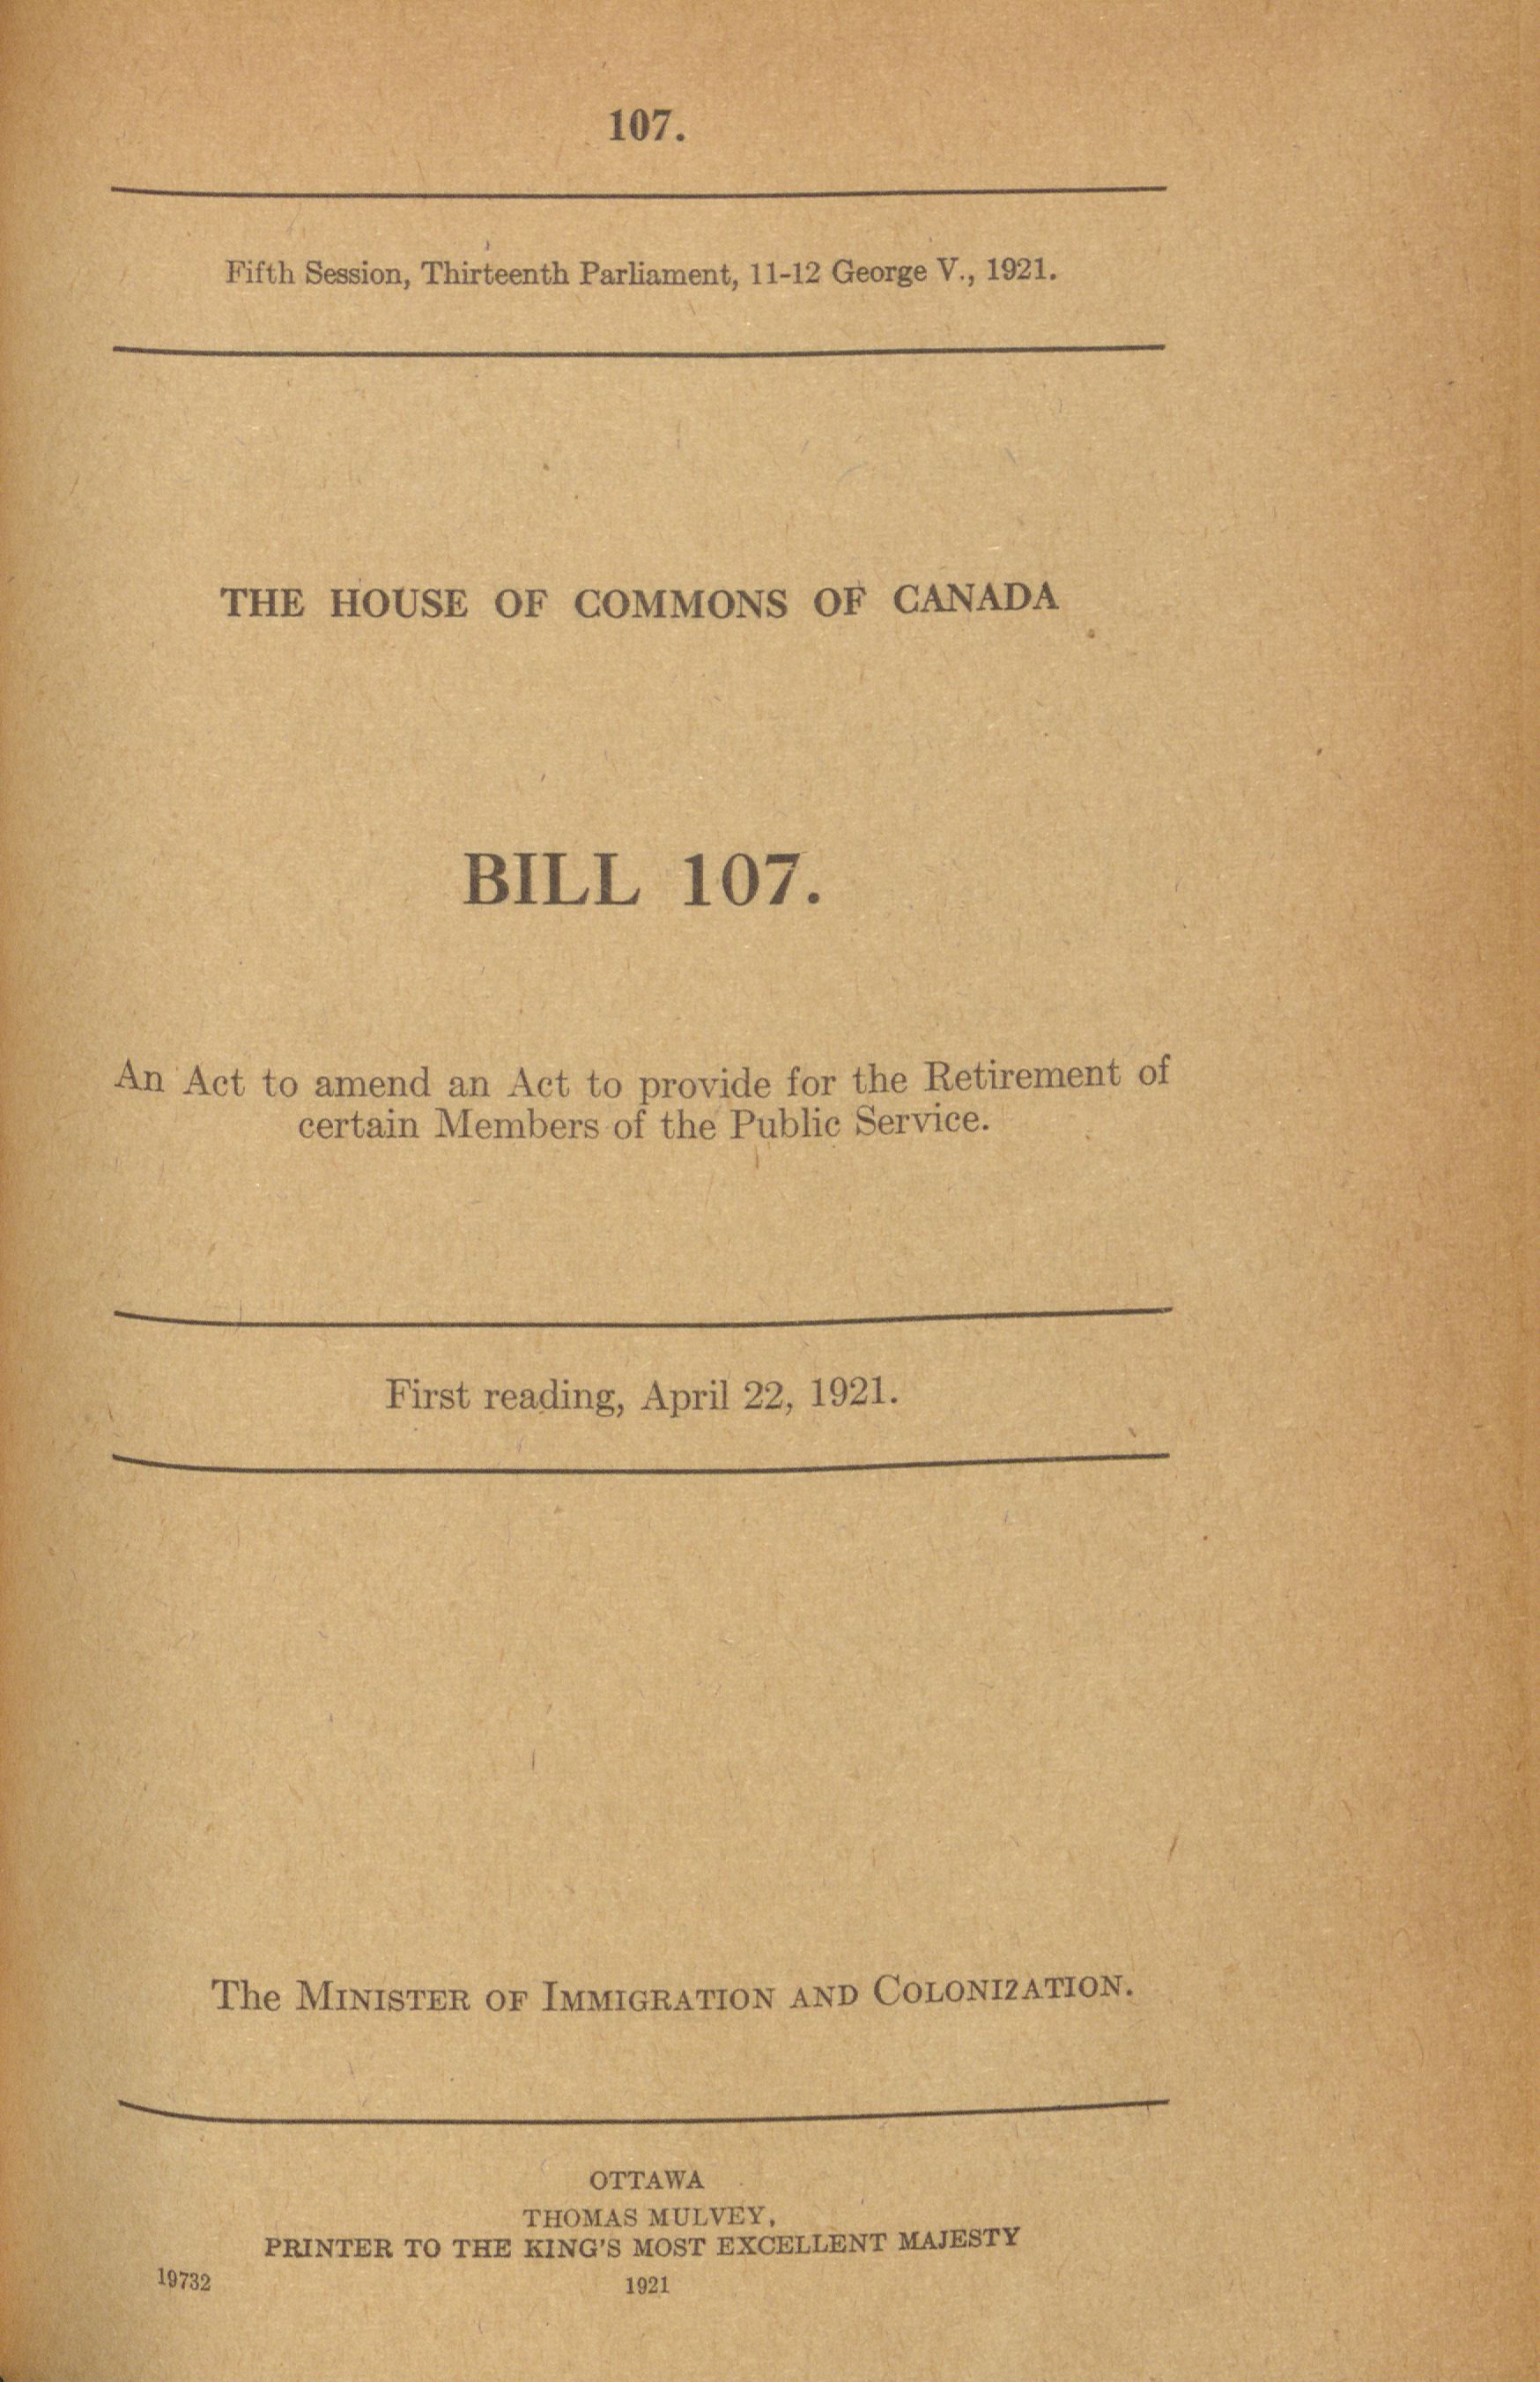 107.
Fifth Session, Thirteenth Parliament, 11-12 George V., 1921.
THE HOUSE OF COMMONS OF CANADA
BILL 107.
An Act to amend an Act to provide for the Retirement of
certain Members of the Public Service.
First reading, April 22, 1921.
The MINISTER OF IMMIGRATION AND COLONIZATION.
OTTAWA
THOMAS MULVEY,
PRINTER TO THE KING'S MOST EXCELLENT MAJESTY
19732 1921